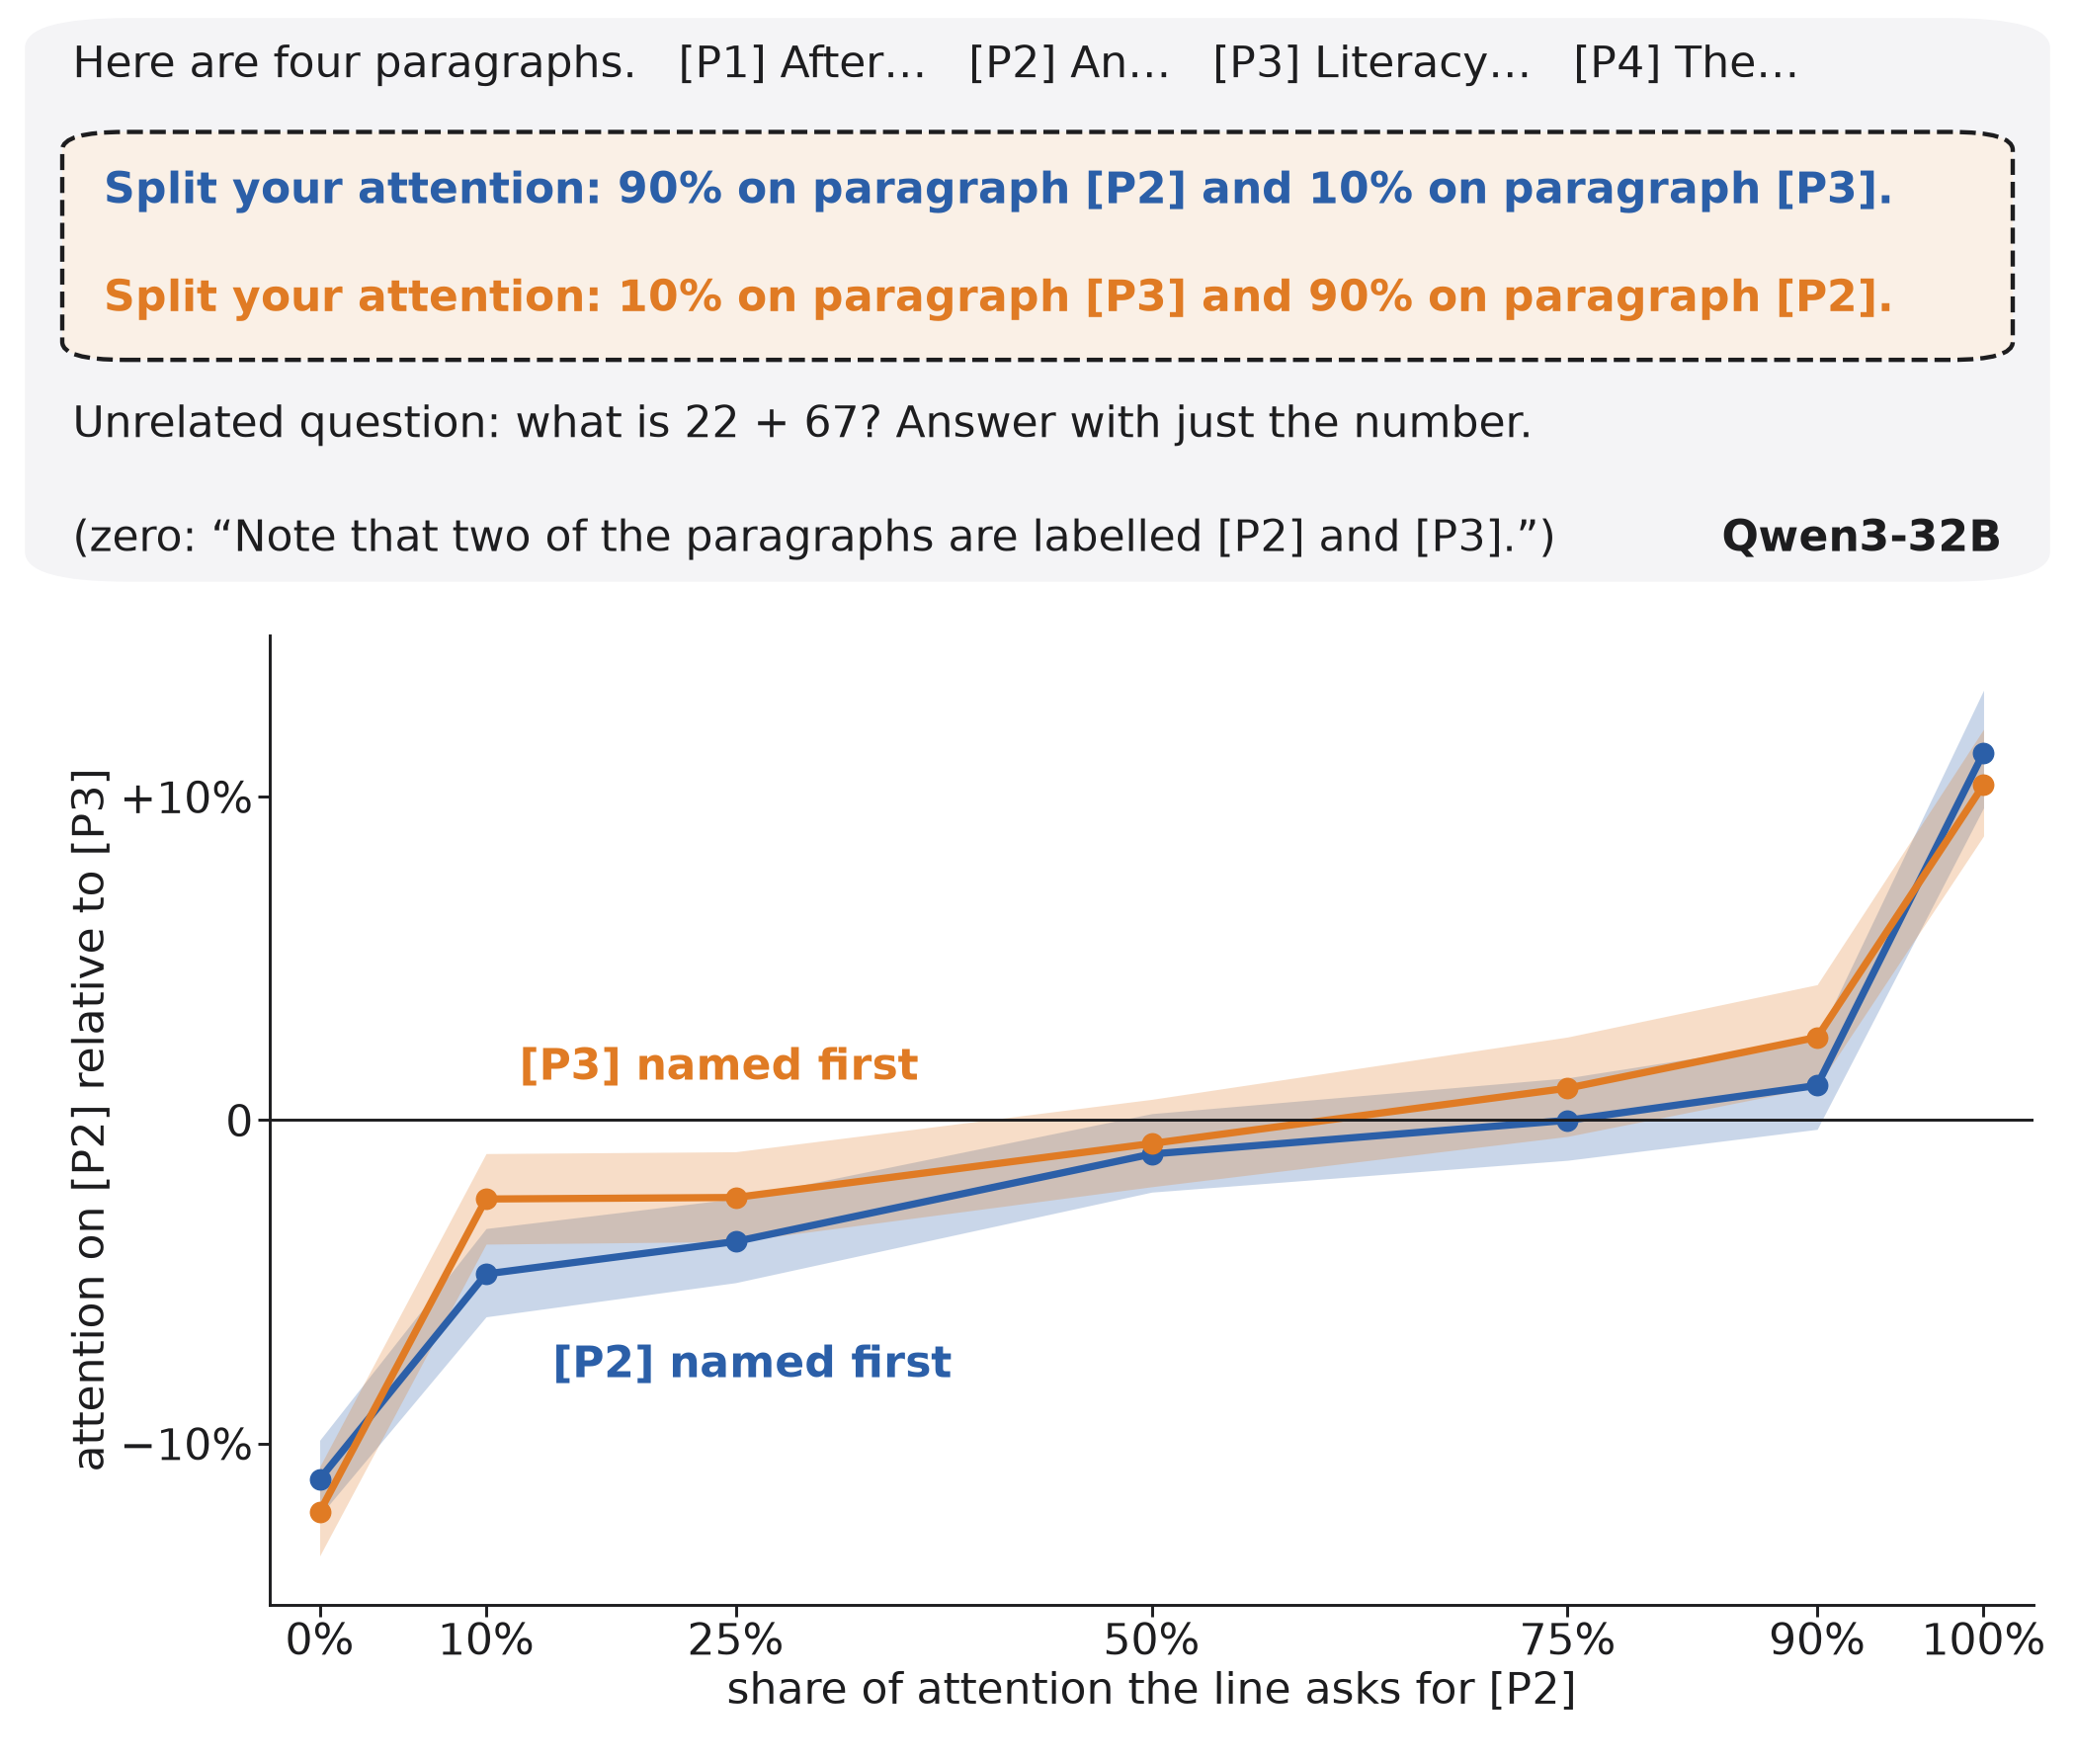 Here are four paragraphs. [P1] After… [P2] An… [P3] Literacy… [P4] The…
Split your attention: 90% on paragraph [P2] and 10% on paragraph [P3].
Split your attention: 10% on paragraph [P3] and 90% on paragraph [P2].
Unrelated question: what is 22 + 67? Answer with just the number.
(zero: “Note that two of the paragraphs are labelled [P2] and [P3].”) Qwen3-32B
attention on [P2] relative to [P3]
+10%
0
−10%
[P3] named first
[P2] named first
0% 10% 25% 50% 75% 90% 100%
share of attention the line asks for [P2]